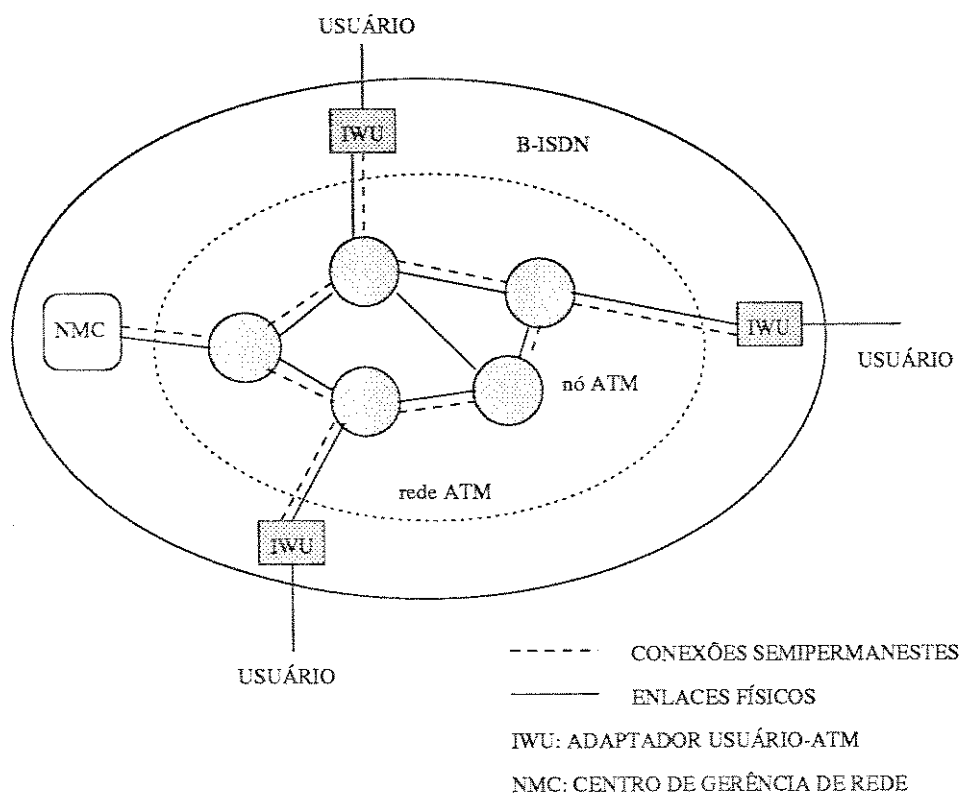 USUÁRIO
IWU
B-ISDN
NMC
IWU
USUÁRIO
nó ATM
rede ATM
IWU
USUÁRIO
CONEXÕES SEMIPERMANESTES
ENLACES FÍSICOS
IWU: ADAPTADOR USUÁRIO-ATM
NMC: CENTRO DE GERÊNCIA DE REDE